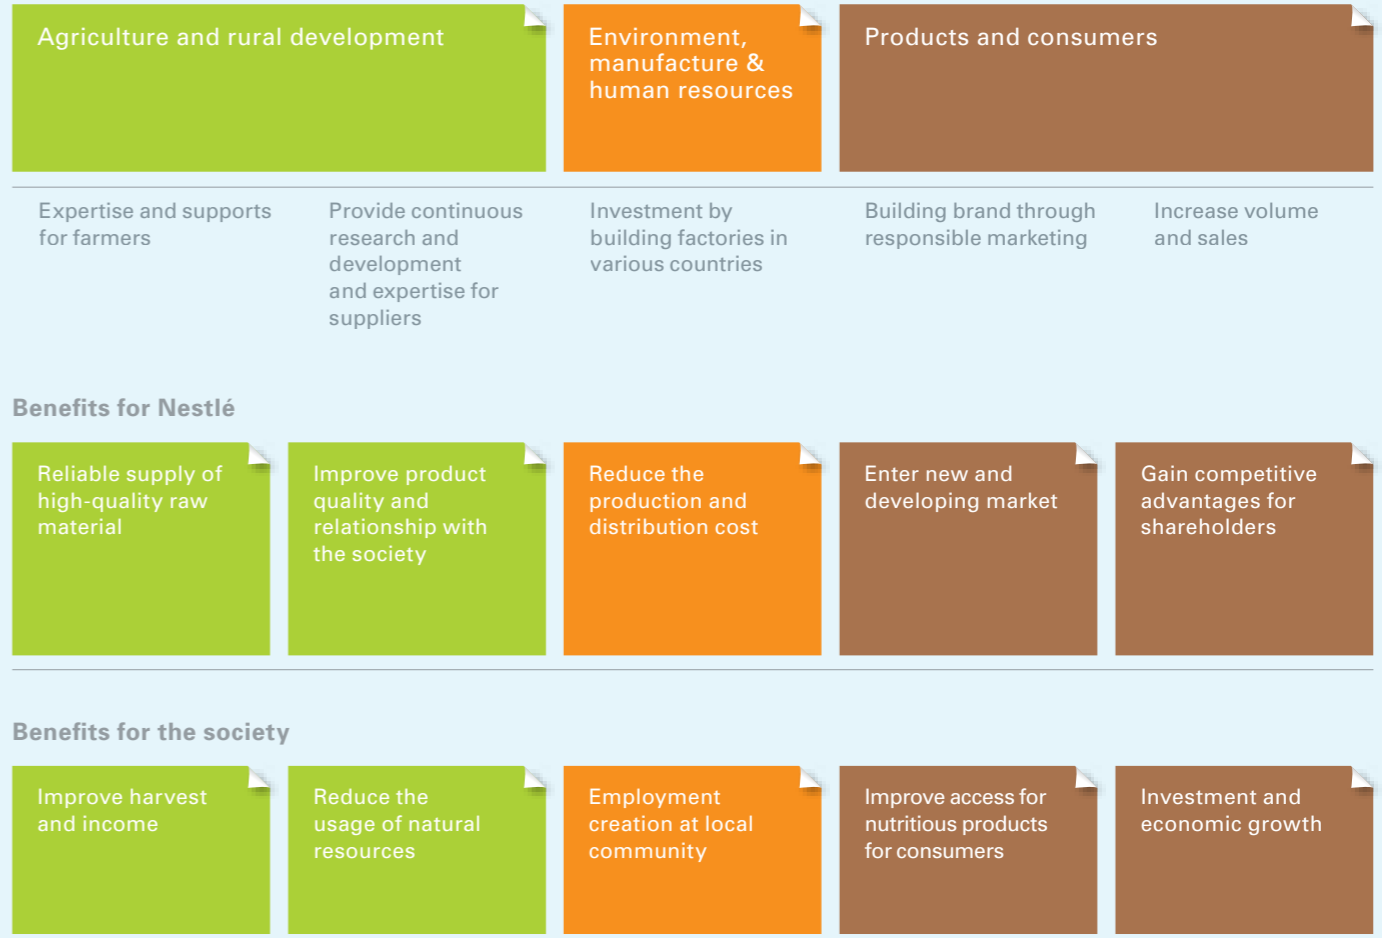 Agriculture and rural development
Environment,
manufacture &
human resources
Products and consumers
Expertise and supports
for farmers
Provide continuous
research and
development
and expertise for
suppliers
Investment by
building factories in
various countries
Building brand through
responsible marketing
Increase volume
and sales
Benefits for Nestlé
Reliable supply of
high-quality raw
material
Improve product
quality and
relationship with
the society
Reduce the
production and
distribution cost
Enter new and
developing market
Gain competitive
advantages for
shareholders
Benefits for the society
Improve harvest
and income
Reduce the
usage of natural
resources
Employment
creation at local
community
Improve access for
nutritious products
for consumers
Investment and
economic growth